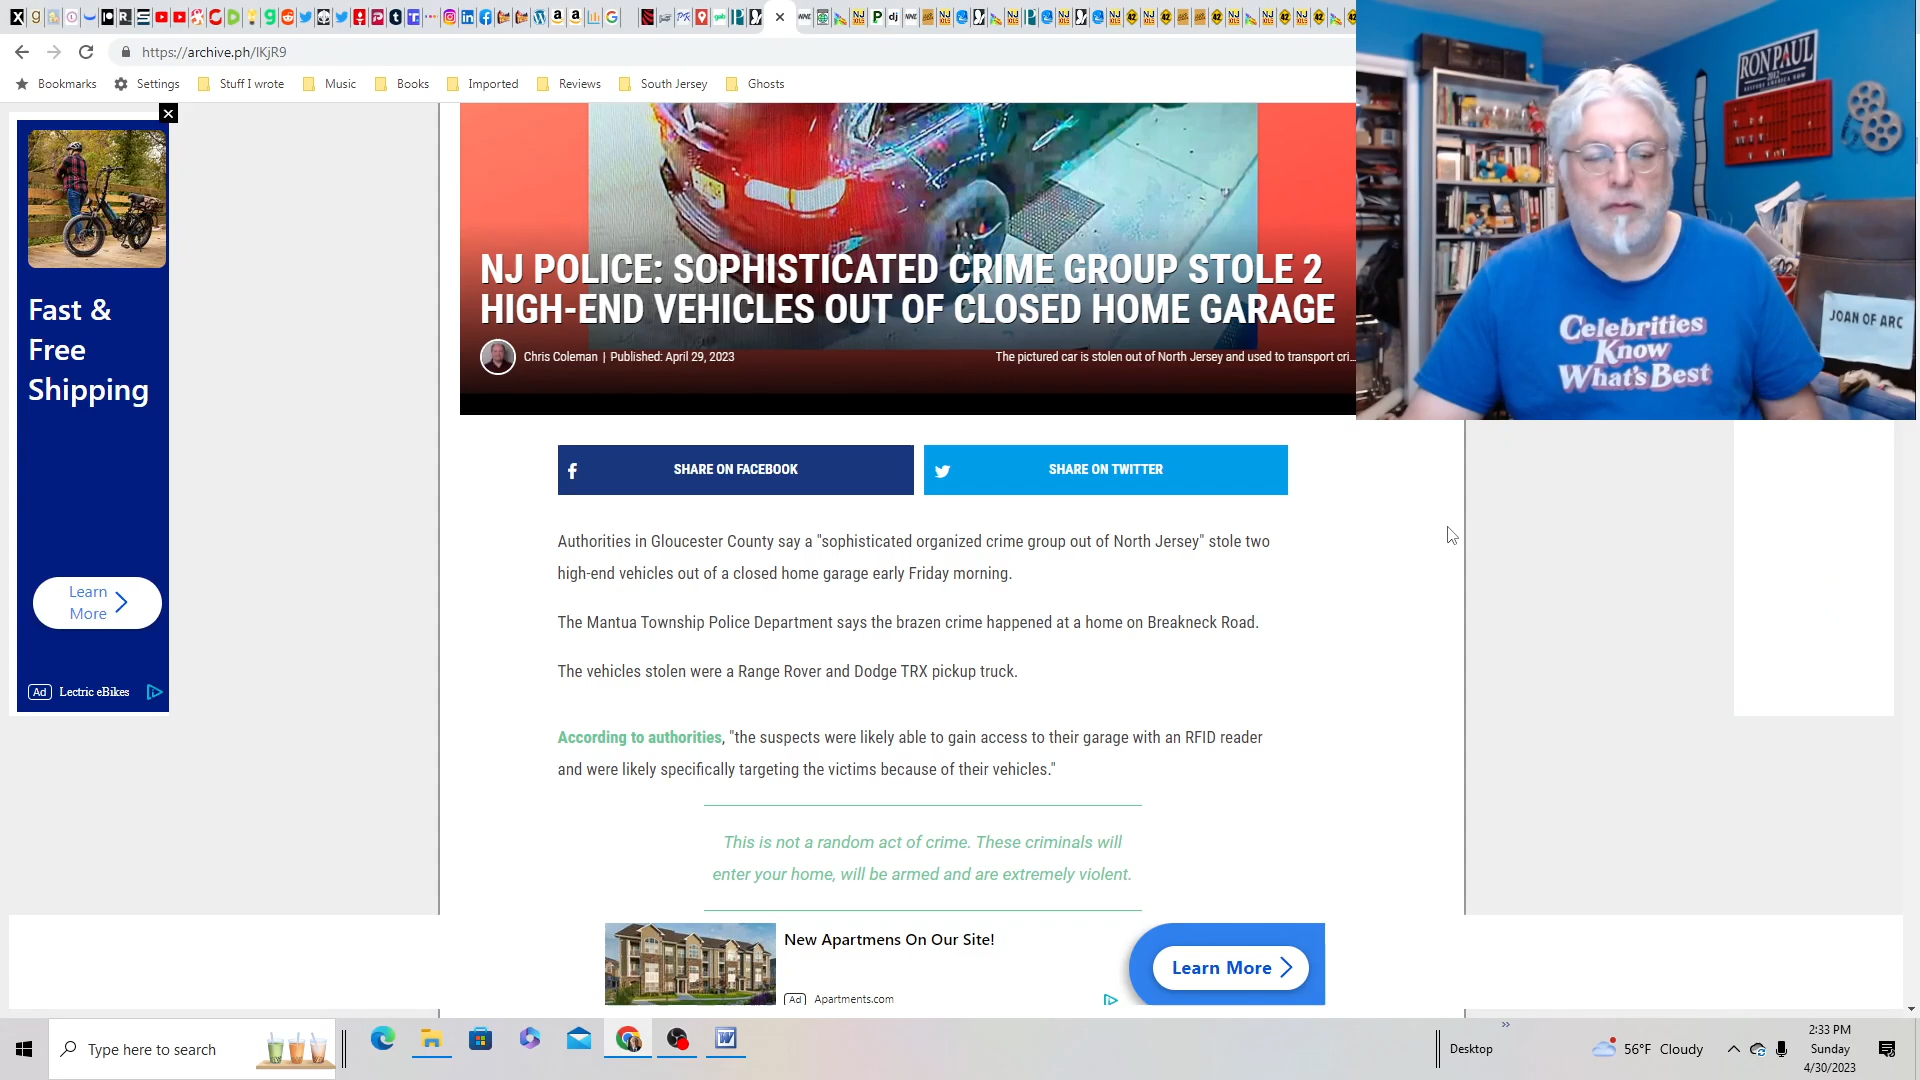 https://archive.ph/IKjR9
Bookmarks Settings Stuff I wrote Music Books Imported Reviews South Jersey Ghosts
Fast &
Free
Shipping
Learn
More
Ad Lectric eBikes
NJ POLICE: SOPHISTICATED CRIME GROUP STOLE 2
HIGH-END VEHICLES OUT OF CLOSED HOME GARAGE
Chris Coleman | Published: April 29, 2023
The pictured car is stolen out of North Jersey and used to transport cri...
RON PAUL
2012
JOAN OF ARC
Celebrities
Know
What's Best
SHARE ON FACEBOOK
SHARE ON TWITTER
Authorities in Gloucester County say a "sophisticated organized crime group out of North Jersey" stole two
high-end vehicles out of a closed home garage early Friday morning.
The Mantua Township Police Department says the brazen crime happened at a home on Breakneck Road.
The vehicles stolen were a Range Rover and Dodge TRX pickup truck.
According to authorities, "the suspects were likely able to gain access to their garage with an RFID reader
and were likely specifically targeting the victims because of their vehicles."
This is not a random act of crime. These criminals will
enter your home, will be armed and are extremely violent.
New Apartmens On Our Site!
Ad Apartments.com
Learn More
Type here to search
Desktop
56°F Cloudy
2:33 PM
Sunday
4/30/2023